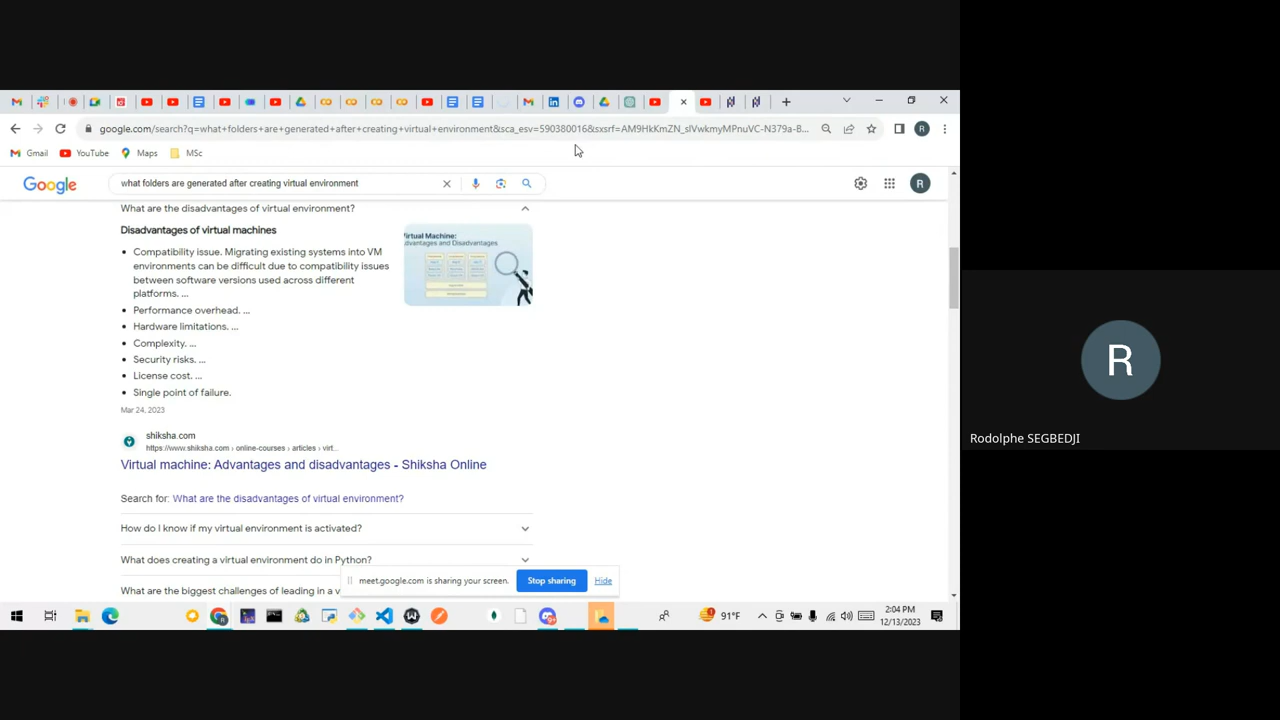 google.com/search?q=what+folders+are+generated+after+creating+virtual+environment&sca_esv=590380016&sxsrf=AM9HkKmZN_sIVwkmyMPnuVC-N379a-B...
Gmail YouTube Maps MSc
Google what folders are generated after creating virtual environment R
What are the disadvantages of virtual environment?
Disadvantages of virtual machines
Virtual Machine:
dvantages and Disadvantages
Compatibility issue. Migrating existing systems into VM
environments can be difficult due to compatibility issues
between software versions used across different
platforms. ...
Performance overhead. ...
Hardware limitations. ...
Complexity. ...
Security risks. ...
License cost. ...
Single point of failure.
Mar 24, 2023
shiksha.com
https://www.shiksha.com › online-courses › articles › virt...
Virtual machine: Advantages and disadvantages - Shiksha Online
Search for: What are the disadvantages of virtual environment?
How do I know if my virtual environment is activated?
What does creating a virtual environment do in Python?
What are the biggest challenges of leading in a v
meet.google.com is sharing your screen. Stop sharing Hide
91°F
2:04 PM
12/13/2023
R
Rodolphe SEGBEDJI